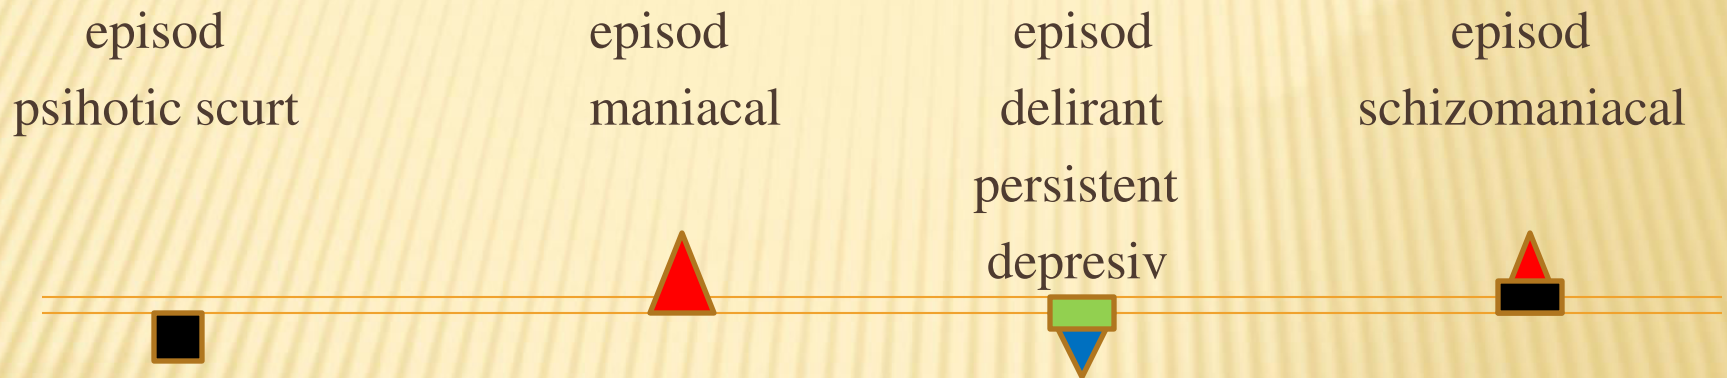 episod
psihotic scurt
episod
maniacal
episod
delirant
persistent
depresiv
episod
schizomaniacal